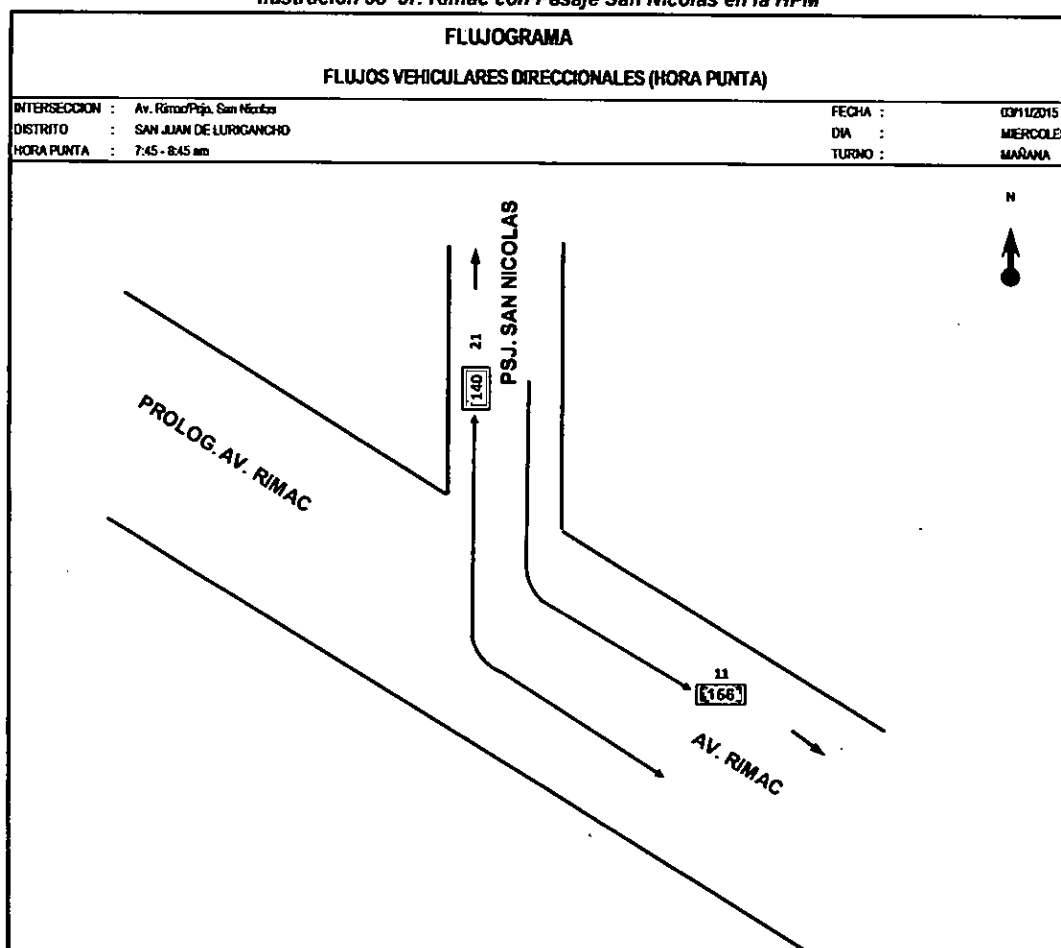 Ilustración 38 Jr. Rimac con Pasaje San Nicolas en la HPM
FLUJOGRAMA
FLUJOS VEHICULARES DIRECCIONALES (HORA PUNTA)
INTERSECCION : Av. Rimac/Psje. San Nicolas
FECHA : 03/11/2015
DISTRITO : SAN JUAN DE LURIGANCHO
DIA : MIERCOLES
HORA PUNTA : 7:45 - 8:45 am
TURNO : MAÑANA
N
PSJ. SAN NICOLAS
21
140
PROLOG. AV. RIMAC
11
166
AV. RIMAC